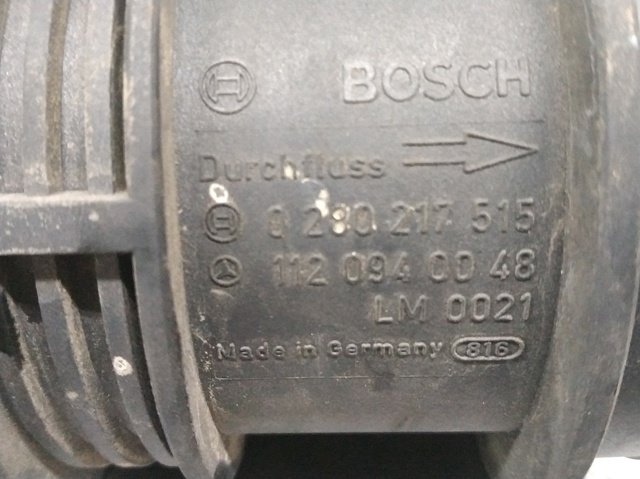 BOSCH
Durchfluss
0 280 217 515
112 094 00 48
LM 0021
Made in Germany 816